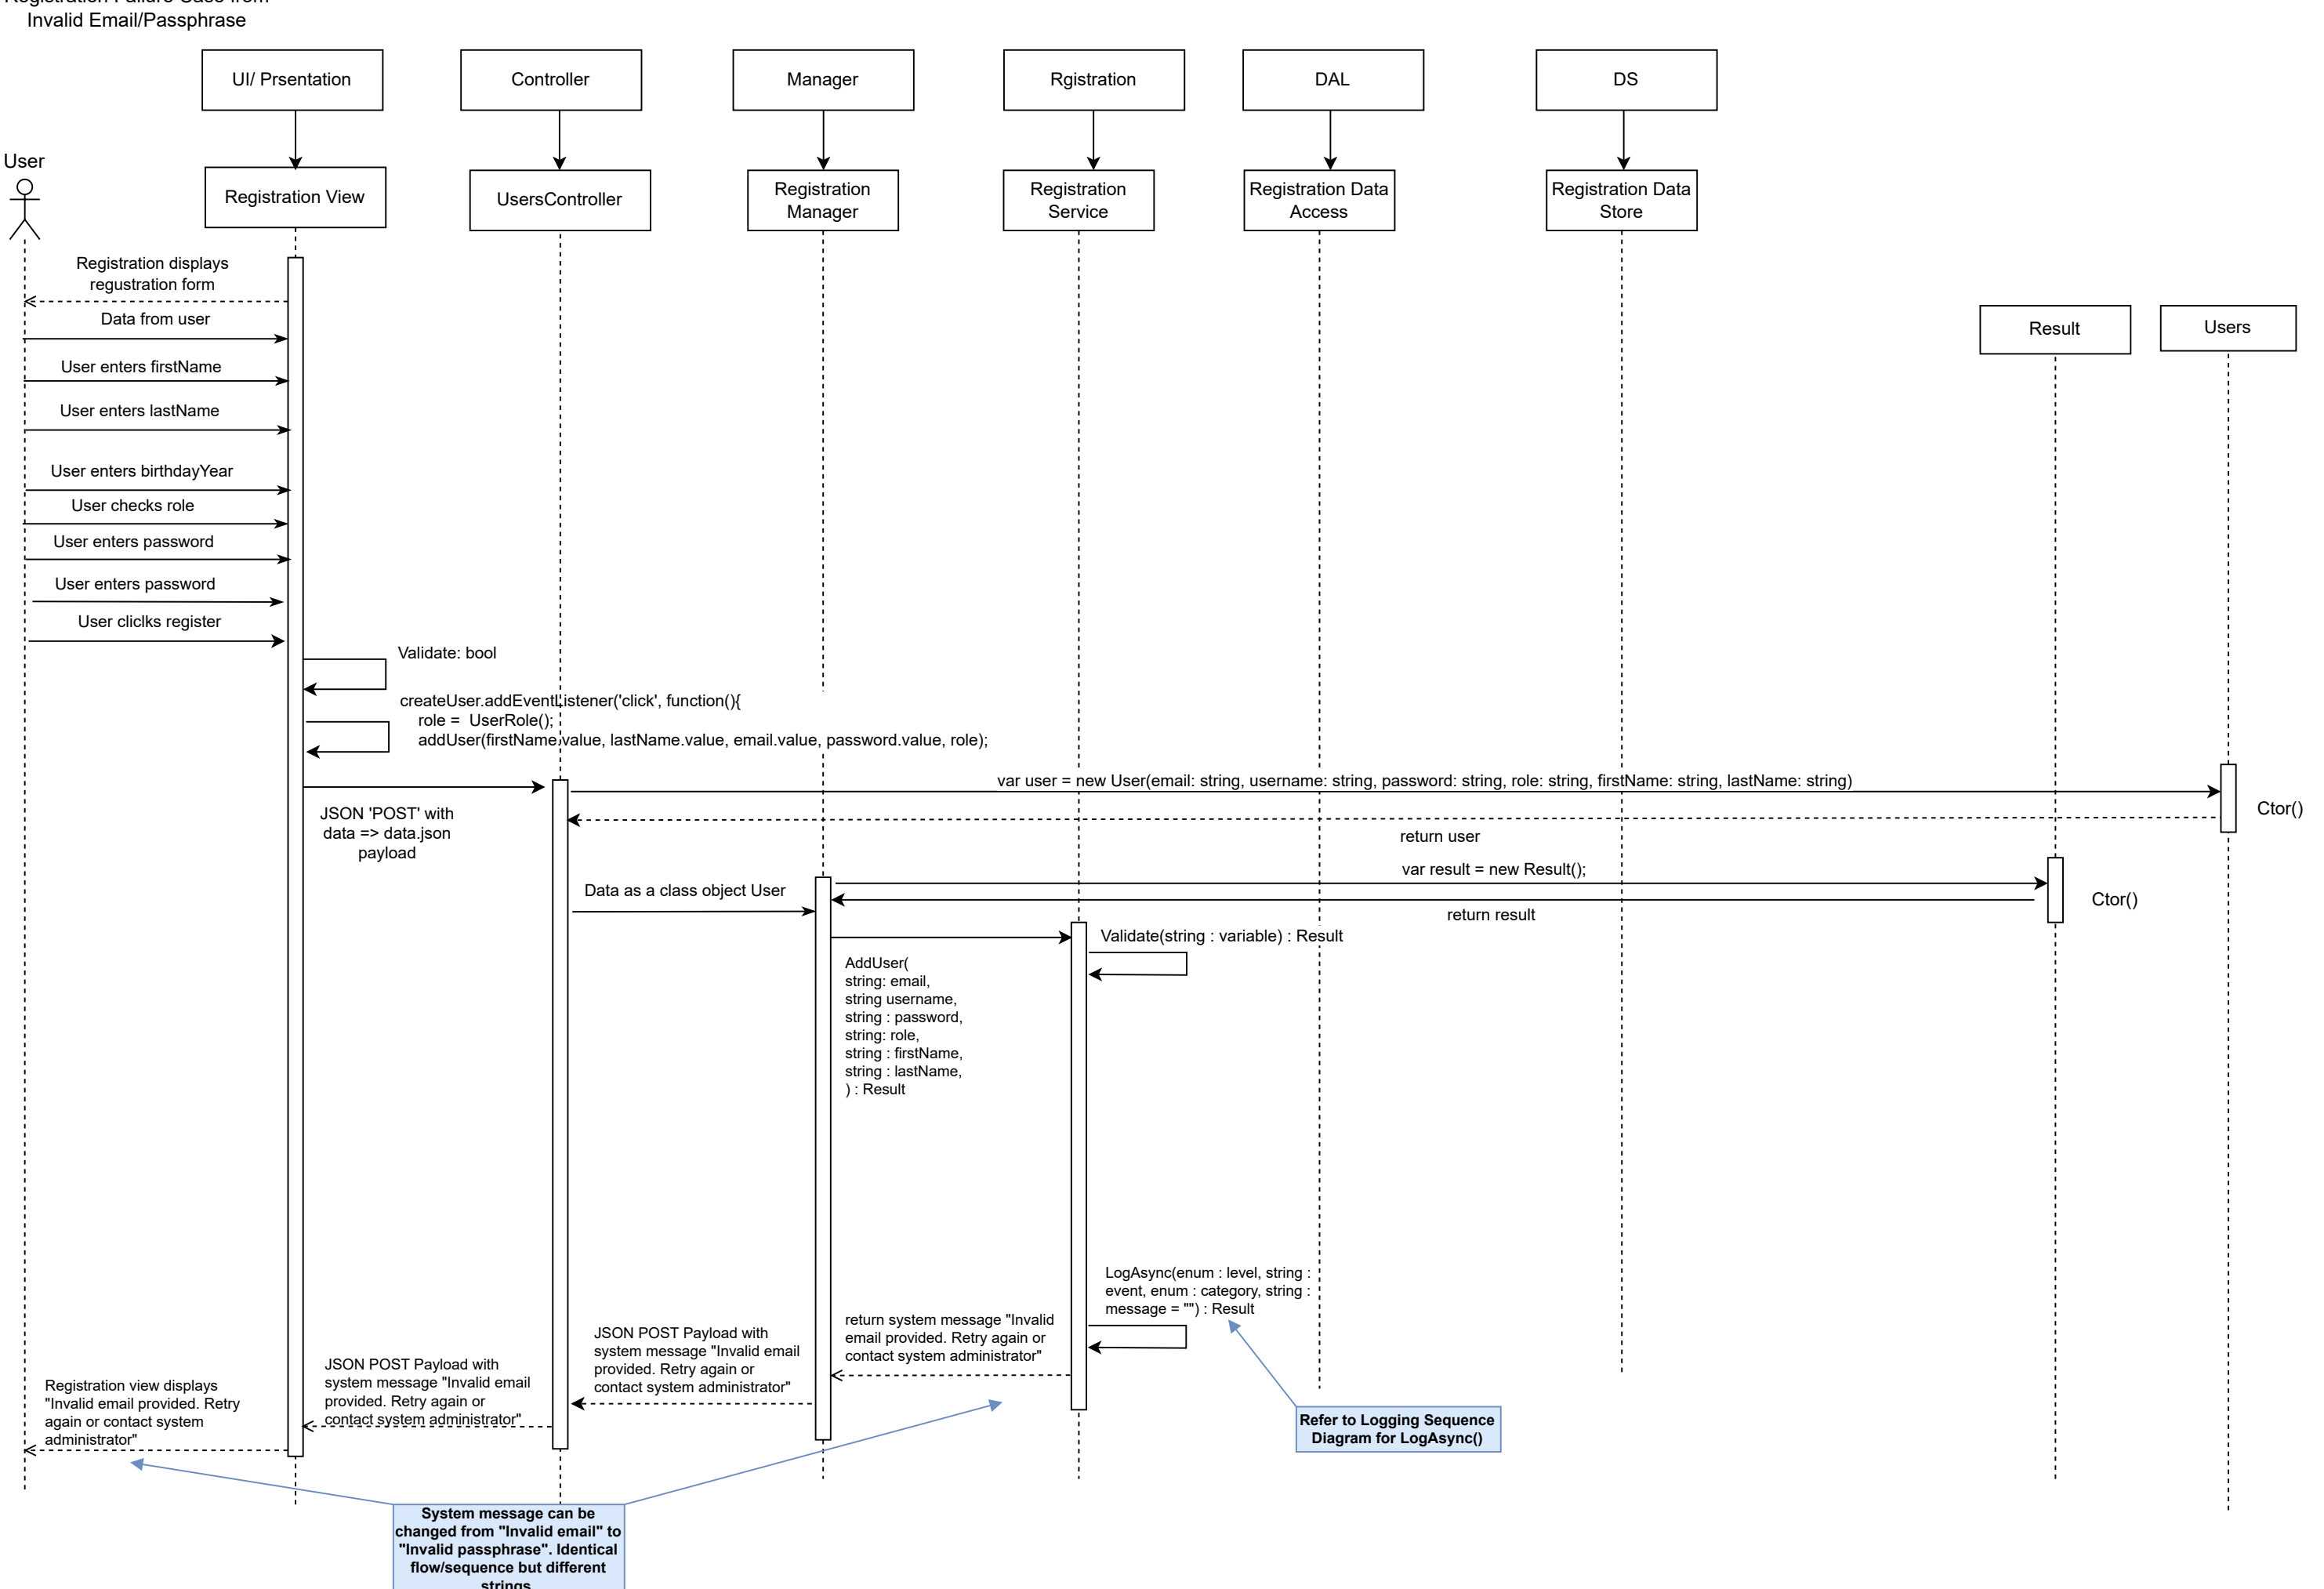 Registration Failure Case from
Invalid Email/Passphrase
UI/ Prsentation
Controller
Manager
Rgistration
DAL
DS
User
Registration View
UsersController
Registration
Manager
Registration
Service
Registration Data
Access
Registration Data
Store
Result
Users
Registration displays
regustration form
Data from user
User enters firstName
User enters lastName
User enters birthdayYear
User checks role
User enters password
User enters password
User cliclks register
Validate: bool
createUser.addEventListener('click', function(){
role =  UserRole();
addUser(firstName.value, lastName.value, email.value, password.value, role);
var user = new User(email: string, username: string, password: string, role: string, firstName: string, lastName: string)
Ctor()
JSON 'POST' with
data => data.json
payload
return user
var result = new Result();
Data as a class object User
Ctor()
return result
Validate(string : variable) : Result
AddUser(
string: email,
string username,
string : password,
string: role,
string : firstName,
string : lastName,
) : Result
LogAsync(enum : level, string :
event, enum : category, string :
message = "") : Result
return system message "Invalid
email provided. Retry again or
contact system administrator"
JSON POST Payload with
system message "Invalid email
provided. Retry again or
contact system administrator"
JSON POST Payload with
system message "Invalid email
provided. Retry again or
contact system administrator"
Registration view displays
"Invalid email provided. Retry
again or contact system
administrator"
Refer to Logging Sequence
Diagram for LogAsync()
System message can be
changed from "Invalid email" to
"Invalid passphrase". Identical
flow/sequence but different
strings